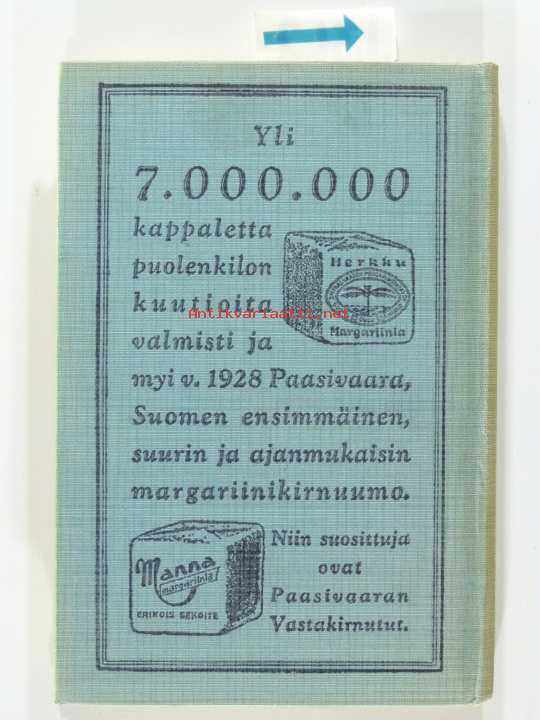 Yli
7.000.000
kappaletta
puolenkilon
kuutioita
valmisti ja
myi v. 1928 Paasivaara,
Suomen ensimmäinen,
suurin ja ajanmukaisin
margariinikirnuumo.
Herkku
Margariinia
Antikvariaatti.net
Manna
margariinia
ERIKOIS SEKOITE
Niin suosittuja
ovat
Paasivaaran
Vastakirnutut.